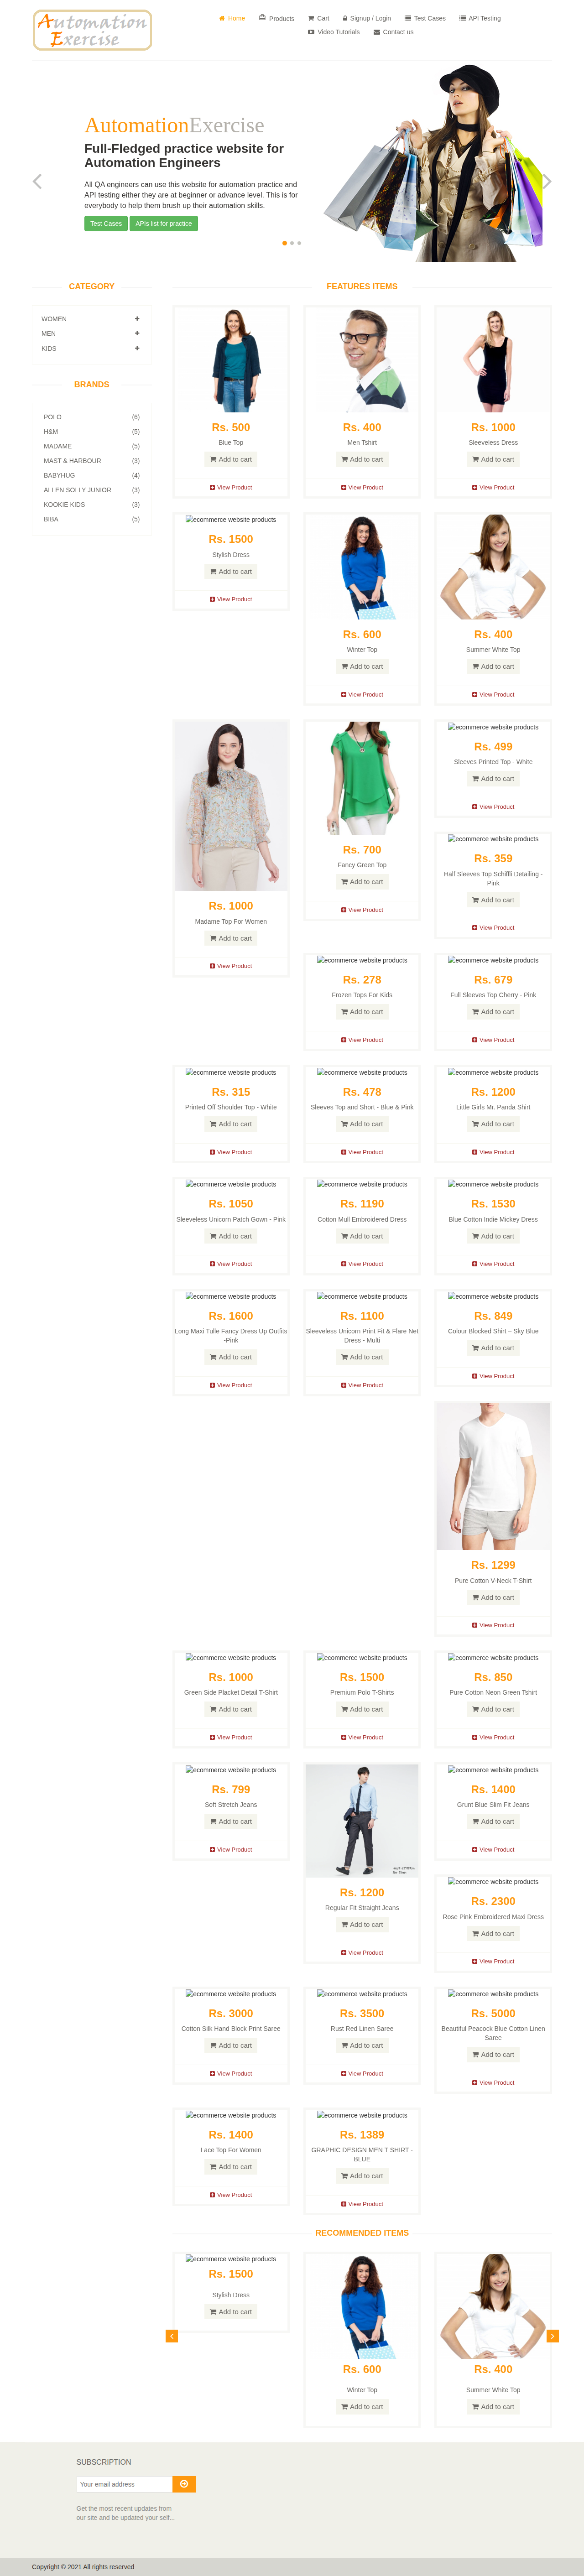 Automation
Exercise
Home
Products
Cart
Signup / Login
Test Cases
API Testing
Video Tutorials
Contact us
AutomationExercise
Full-Fledged practice website for
Automation Engineers
All QA engineers can use this website for automation practice and
API testing either they are at beginner or advance level. This is for
everybody to help them brush up their automation skills.
Test Cases
APIs list for practice
CATEGORY
WOMEN
MEN
KIDS
BRANDS
POLO (6)
H&M (5)
MADAME (5)
MAST & HARBOUR (3)
BABYHUG (4)
ALLEN SOLLY JUNIOR (3)
KOOKIE KIDS (3)
BIBA (5)
FEATURES ITEMS
Rs. 500
Blue Top
Add to cart
View Product
Rs. 400
Men Tshirt
Add to cart
View Product
Rs. 1000
Sleeveless Dress
Add to cart
View Product
ecommerce website products
Rs. 1500
Stylish Dress
Add to cart
View Product
Rs. 600
Winter Top
Add to cart
View Product
Rs. 400
Summer White Top
Add to cart
View Product
Rs. 1000
Madame Top For Women
Add to cart
View Product
Rs. 700
Fancy Green Top
Add to cart
View Product
ecommerce website products
Rs. 499
Sleeves Printed Top - White
Add to cart
View Product
ecommerce website products
Rs. 359
Half Sleeves Top Schiffli Detailing -
Pink
Add to cart
View Product
ecommerce website products
Rs. 278
Frozen Tops For Kids
Add to cart
View Product
ecommerce website products
Rs. 679
Full Sleeves Top Cherry - Pink
Add to cart
View Product
ecommerce website products
Rs. 315
Printed Off Shoulder Top - White
Add to cart
View Product
ecommerce website products
Rs. 478
Sleeves Top and Short - Blue & Pink
Add to cart
View Product
ecommerce website products
Rs. 1200
Little Girls Mr. Panda Shirt
Add to cart
View Product
ecommerce website products
Rs. 1050
Sleeveless Unicorn Patch Gown - Pink
Add to cart
View Product
ecommerce website products
Rs. 1190
Cotton Mull Embroidered Dress
Add to cart
View Product
ecommerce website products
Rs. 1530
Blue Cotton Indie Mickey Dress
Add to cart
View Product
ecommerce website products
Rs. 1600
Long Maxi Tulle Fancy Dress Up Outfits
-Pink
Add to cart
View Product
ecommerce website products
Rs. 1100
Sleeveless Unicorn Print Fit & Flare Net
Dress - Multi
Add to cart
View Product
ecommerce website products
Rs. 849
Colour Blocked Shirt – Sky Blue
Add to cart
View Product
Rs. 1299
Pure Cotton V-Neck T-Shirt
Add to cart
View Product
ecommerce website products
Rs. 1000
Green Side Placket Detail T-Shirt
Add to cart
View Product
ecommerce website products
Rs. 1500
Premium Polo T-Shirts
Add to cart
View Product
ecommerce website products
Rs. 850
Pure Cotton Neon Green Tshirt
Add to cart
View Product
ecommerce website products
Rs. 799
Soft Stretch Jeans
Add to cart
View Product
Rs. 1200
Regular Fit Straight Jeans
Add to cart
View Product
ecommerce website products
Rs. 1400
Grunt Blue Slim Fit Jeans
Add to cart
View Product
ecommerce website products
Rs. 2300
Rose Pink Embroidered Maxi Dress
Add to cart
View Product
ecommerce website products
Rs. 3000
Cotton Silk Hand Block Print Saree
Add to cart
View Product
ecommerce website products
Rs. 3500
Rust Red Linen Saree
Add to cart
View Product
ecommerce website products
Rs. 5000
Beautiful Peacock Blue Cotton Linen
Saree
Add to cart
View Product
ecommerce website products
Rs. 1400
Lace Top For Women
Add to cart
View Product
ecommerce website products
Rs. 1389
GRAPHIC DESIGN MEN T SHIRT -
BLUE
Add to cart
View Product
RECOMMENDED ITEMS
ecommerce website products
Rs. 1500
Stylish Dress
Add to cart
Rs. 600
Winter Top
Add to cart
Rs. 400
Summer White Top
Add to cart
SUBSCRIPTION
Your email address
Get the most recent updates from
our site and be updated your self...
Copyright © 2021 All rights reserved